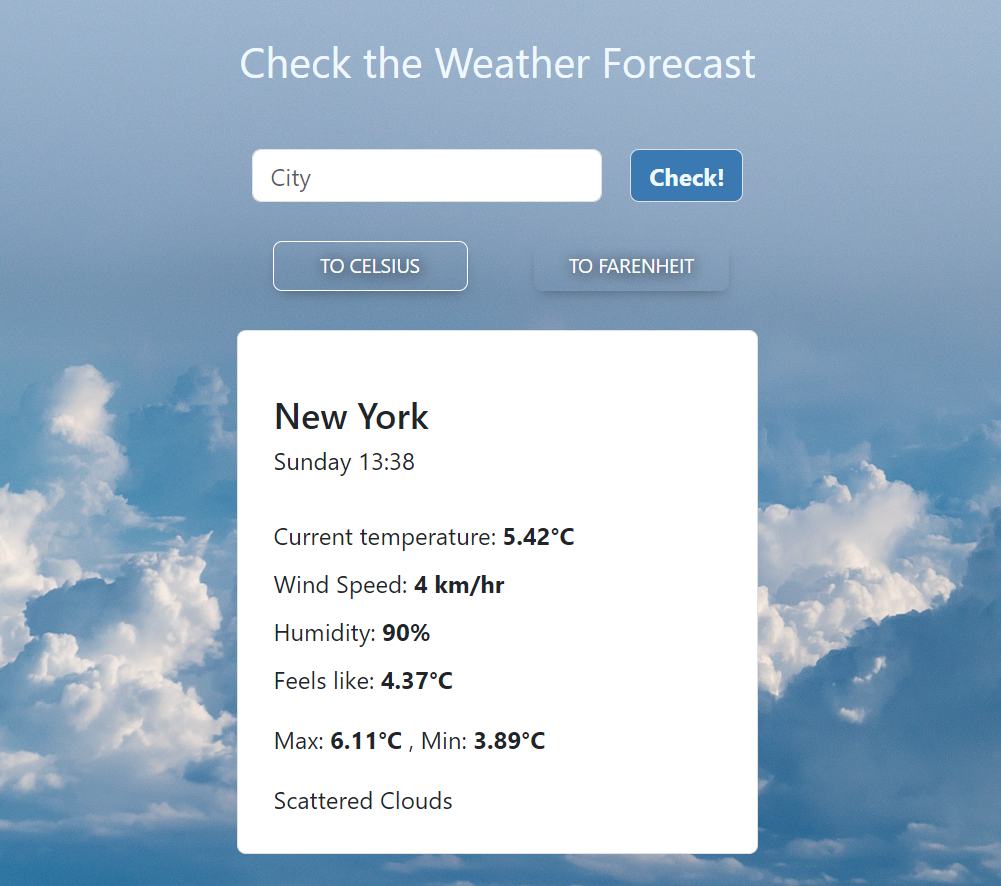 Check the Weather Forecast
City
Check!
TO CELSIUS
TO FARENHEIT
New York
Sunday 13:38
Current temperature: 5.42°C
Wind Speed: 4 km/hr
Humidity: 90%
Feels like: 4.37°C
Max: 6.11°C , Min: 3.89°C
Scattered Clouds